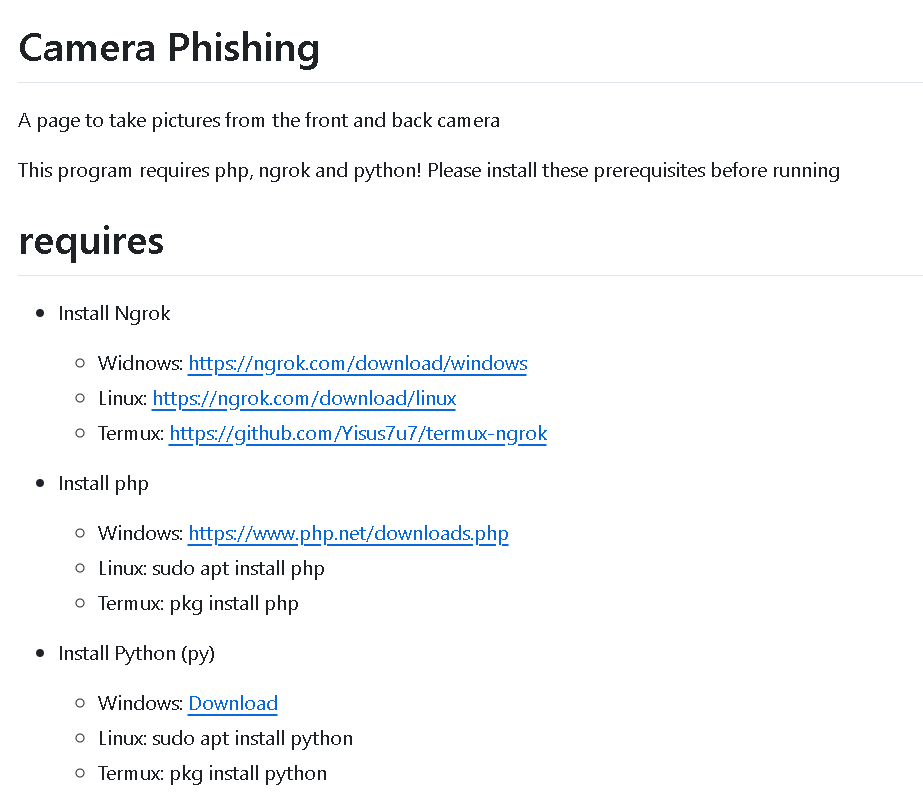 Camera Phishing
A page to take pictures from the front and back camera
This program requires php, ngrok and python! Please install these prerequisites before running
requires
Install Ngrok
Widnows: https://ngrok.com/download/windows
Linux: https://ngrok.com/download/linux
Termux: https://github.com/Yisus7u7/termux-ngrok
Install php
Windows: https://www.php.net/downloads.php
Linux: sudo apt install php
Termux: pkg install php
Install Python (py)
Windows: Download
Linux: sudo apt install python
Termux: pkg install python